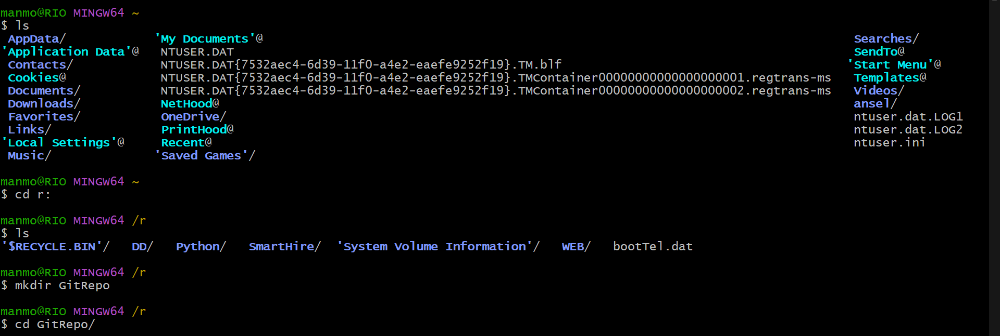 manmo@RIO MINGW64 ~
$ ls
AppData/ 'My Documents'@ Searches/
'Application Data'@ NTUSER.DAT SendTo@
Contacts/ NTUSER.DAT{7532aec4-6d39-11f0-a4e2-eaefe9252f19}.TM.blf 'Start Menu'@
Cookies@ NTUSER.DAT{7532aec4-6d39-11f0-a4e2-eaefe9252f19}.TMContainer00000000000000000001.regtrans-ms Templates@
Documents/ NTUSER.DAT{7532aec4-6d39-11f0-a4e2-eaefe9252f19}.TMContainer00000000000000000002.regtrans-ms Videos/
Downloads/ NetHood@ ansel/
Favorites/ OneDrive/ ntuser.dat.LOG1
Links/ PrintHood@ ntuser.dat.LOG2
'Local Settings'@ Recent@ ntuser.ini
Music/ 'Saved Games'/
manmo@RIO MINGW64 ~
$ cd r:
manmo@RIO MINGW64 /r
$ ls
'$RECYCLE.BIN'/ DD/ Python/ SmartHire/ 'System Volume Information'/ WEB/ bootTel.dat
manmo@RIO MINGW64 /r
$ mkdir GitRepo
manmo@RIO MINGW64 /r
$ cd GitRepo/